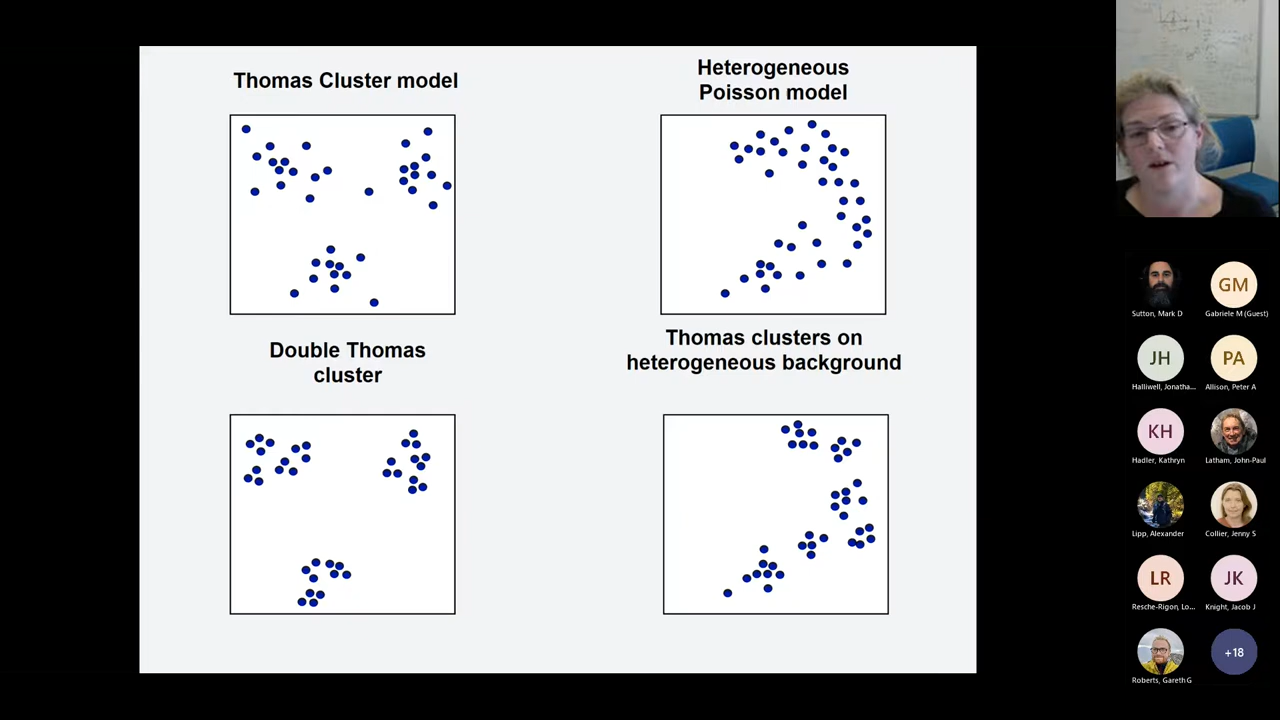 Thomas Cluster model
Heterogeneous
Poisson model
Double Thomas
cluster
Thomas clusters on
heterogeneous background
Sutton, Mark D
GM
Gabriele M (Guest)
JH
Halliwell, Jonatha...
PA
Allison, Peter A
KH
Hadler, Kathryn
Latham, John-Paul
Lipp, Alexander
Collier, Jenny S
LR
Resche-Rigon, Lo...
JK
Knight, Jacob J
Roberts, Gareth G
+18